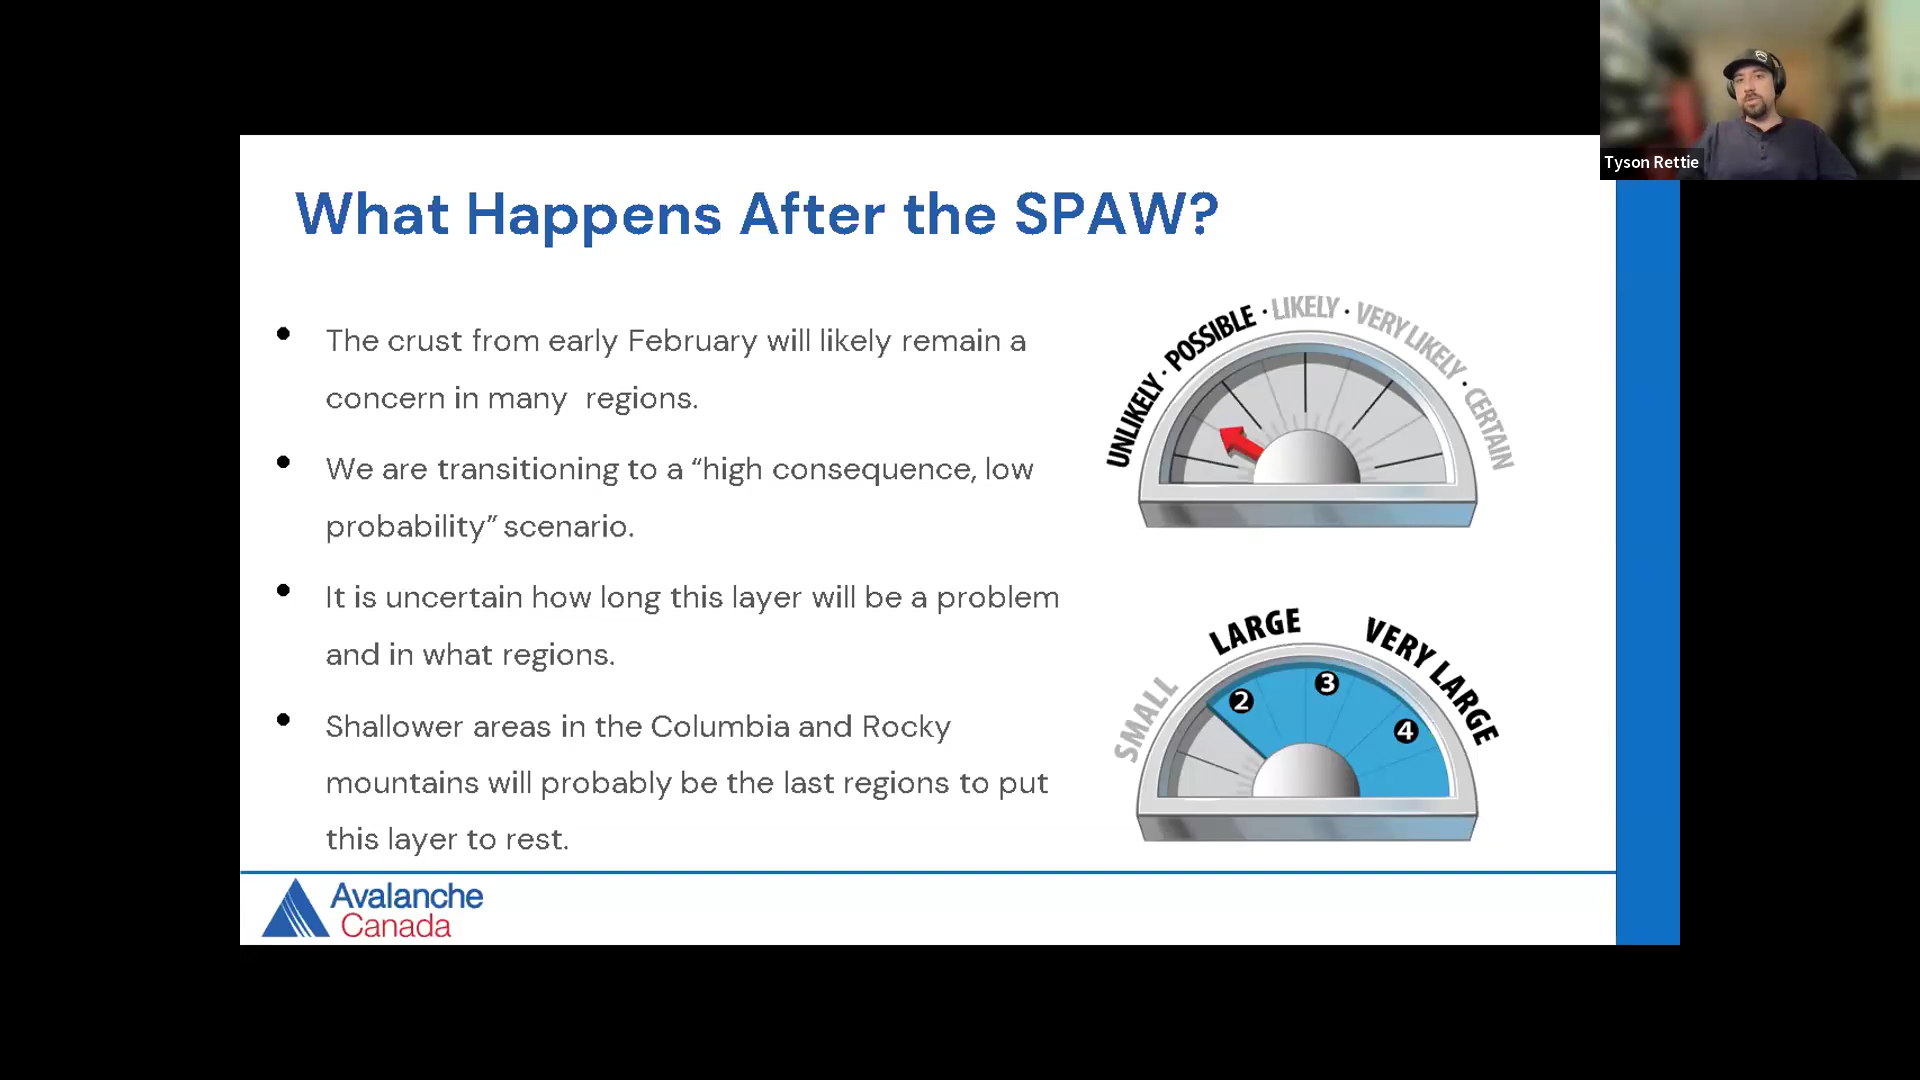 Tyson Rettie
What Happens After the SPAW?
• The crust from early February will likely remain a
concern in many  regions.
• We are transitioning to a “high consequence, low
probability” scenario.
• It is uncertain how long this layer will be a problem
and in what regions.
• Shallower areas in the Columbia and Rocky
mountains will probably be the last regions to put
this layer to rest.
UNLIKELY · POSSIBLE · LIKELY · VERY LIKELY · CERTAIN
SMALL LARGE VERY LARGE
2 3 4
Avalanche
Canada